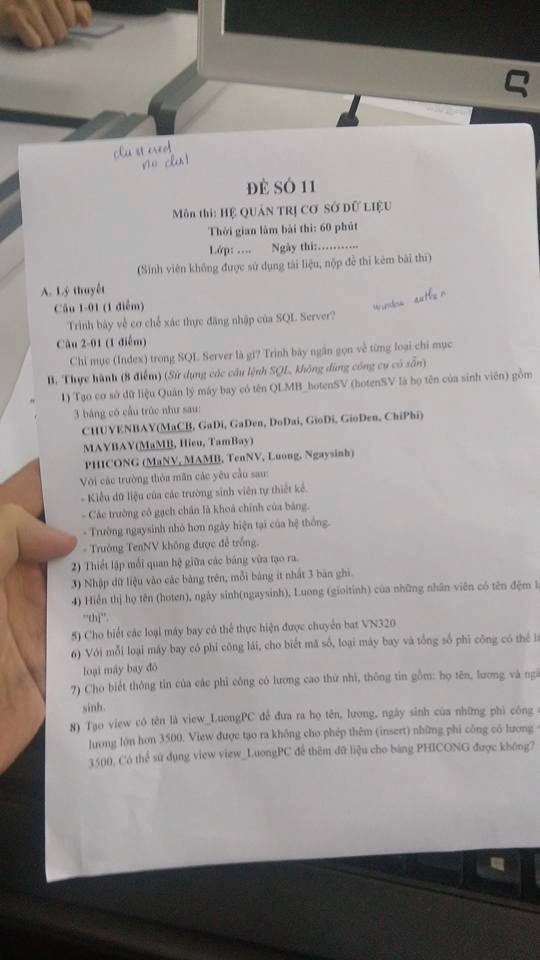 clustered
no clus
ĐỀ SỐ 11
Môn thi: HỆ QUẢN TRỊ CƠ SỞ DỮ LIỆU
Thời gian làm bài thi: 60 phút
Lớp: .... Ngày thi:...........
(Sinh viên không được sử dụng tài liệu, nộp đề thi kèm bài thi)
A. Lý thuyết
Câu 1-01 (1 điểm)
window authen
Trình bày về cơ chế xác thực đăng nhập của SQL Server?
Câu 2-01 (1 điểm)
Chỉ mục (Index) trong SQL Server là gì? Trình bày ngắn gọn về từng loại chỉ mục
B. Thực hành (8 điểm) (Sử dụng các câu lệnh SQL, không dùng công cụ có sẵn)
1) Tạo cơ sở dữ liệu Quản lý máy bay có tên QLMB_hotenSV (hotenSV là họ tên của sinh viên) gồm
3 bảng có cấu trúc như sau:
CHUYENBAY(MaCB, GaDi, GaDen, DoDai, GioDi, GioDen, ChiPhi)
MAYBAY(MaMB, Hieu, TamBay)
PHICONG (MaNV, MAMB, TenNV, Luong, Ngaysinh)
Với các trường thỏa mãn các yêu cầu sau:
- Kiểu dữ liệu của các trường sinh viên tự thiết kế.
- Các trường có gạch chân là khoá chính của bảng.
- Trường ngaysinh nhỏ hơn ngày hiện tại của hệ thống.
- Trường TenNV không được để trống.
2) Thiết lập mối quan hệ giữa các bảng vừa tạo ra.
3) Nhập dữ liệu vào các bảng trên, mỗi bảng ít nhất 3 bản ghi.
4) Hiển thị họ tên (hoten), ngày sinh(ngaysinh), Luong (gioitinh) của những nhân viên có tên đệm là
"thị".
5) Cho biết các loại máy bay có thể thực hiện được chuyến bat VN320
6) Với mỗi loại máy bay có phi công lái, cho biết mã số, loại máy bay và tổng số phi công có thể lá
loại máy bay đó
7) Cho biết thông tin của các phi công có lương cao thứ nhì, thông tin gồm: họ tên, lương và ngà
sinh.
8) Tạo view có tên là view_LuongPC để đưa ra họ tên, lương, ngày sinh của những phi công c
lương lớn hơn 3500. View được tạo ra không cho phép thêm (insert) những phi công có lương
3500. Có thể sử dụng view view_LuongPC để thêm dữ liệu cho bảng PHICONG được không?